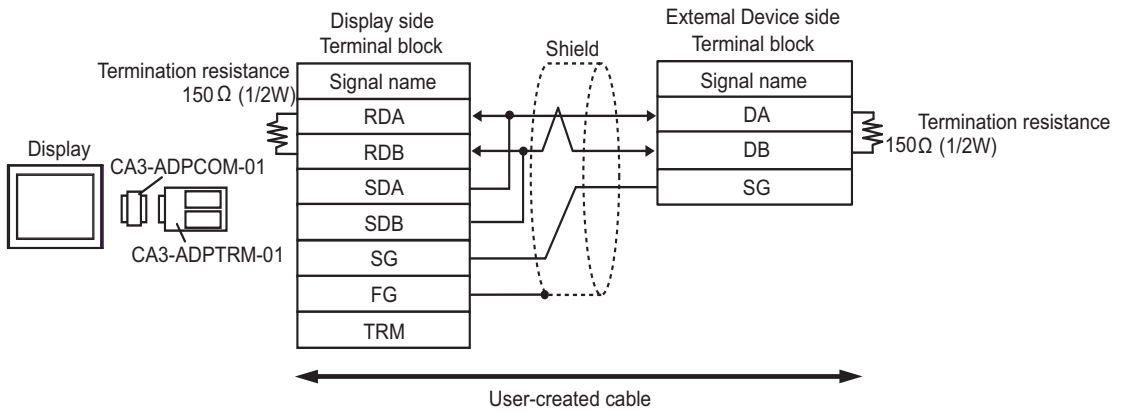 Display side
Terminal block
External Device side
Terminal block
Shield
Termination resistance
150Ω (1/2W)
Signal name
RDA
RDB
SDA
SDB
SG
FG
TRM
Signal name
DA
DB
SG
Termination resistance
150Ω (1/2W)
Display
CA3-ADPCOM-01
CA3-ADPTRM-01
User-created cable